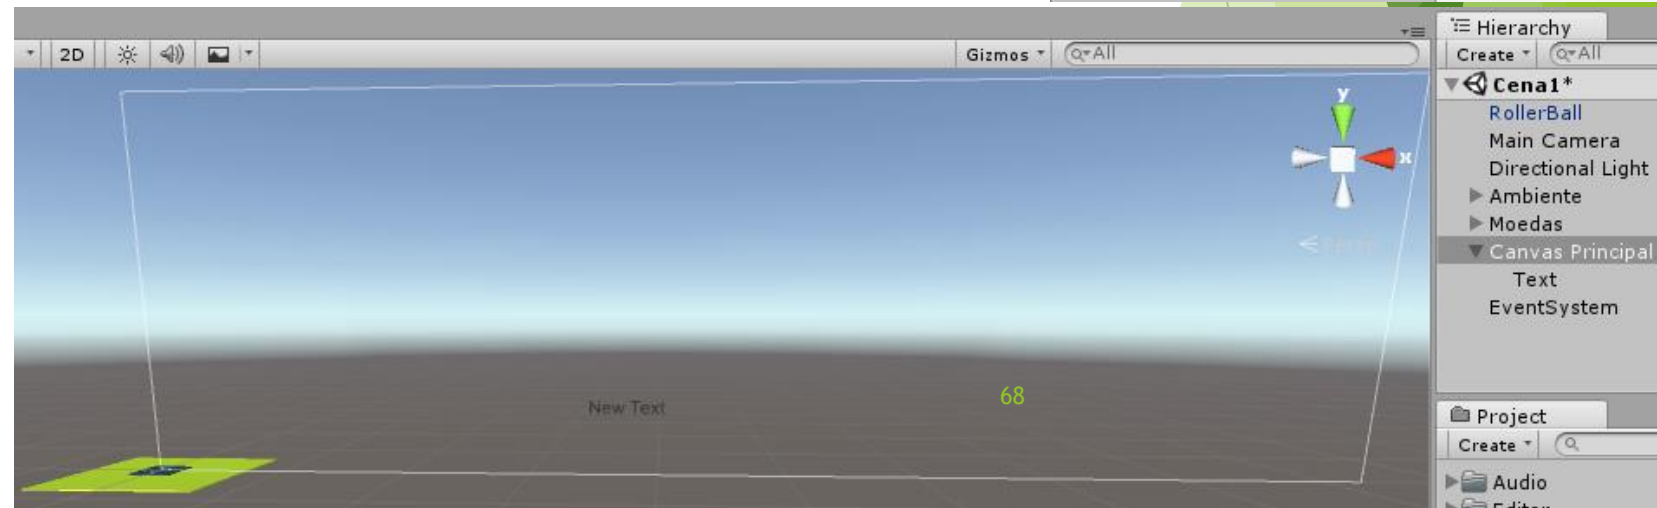 Hierarchy
2D
Gizmos
All
Create
All
Cena1*
RollerBall
Main Camera
Directional Light
Ambiente
Moedas
Canvas Principal
Text
EventSystem
y
x
New Text
68
Project
Create
Audio